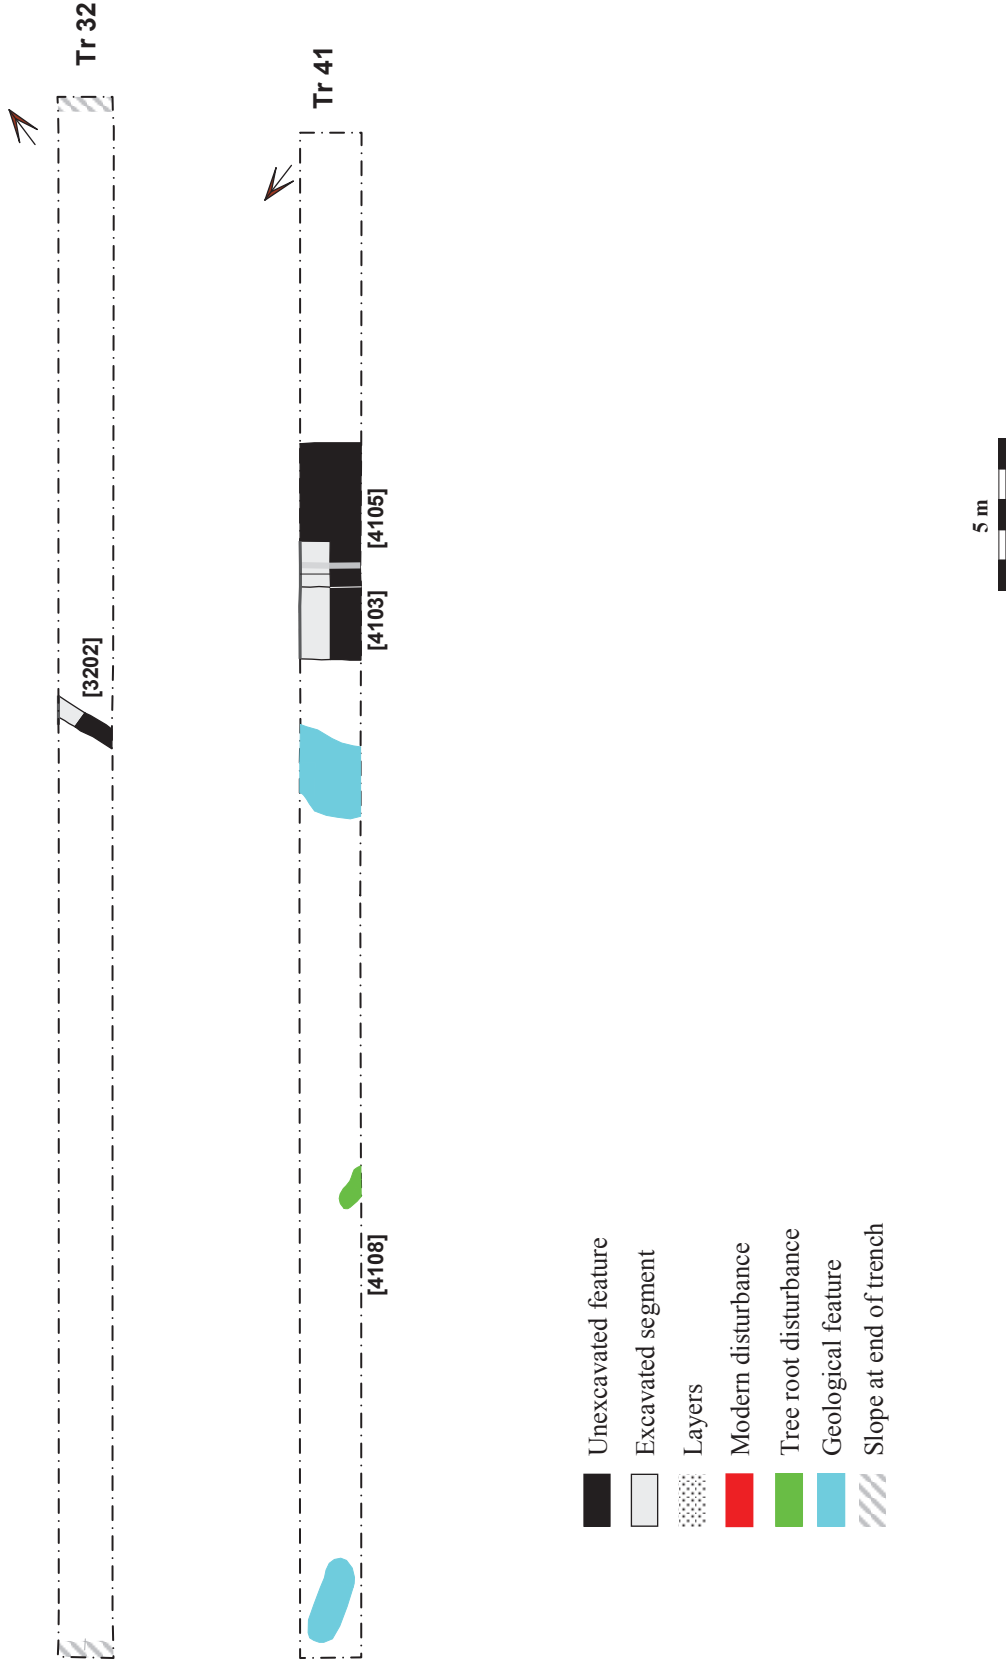 Tr 32
[3202]
Tr 41
[4105]
[4103]
[4108]
Unexcavated feature
Excavated segment
Layers
Modern disturbance
Tree root disturbance
Geological feature
Slope at end of trench
5 m